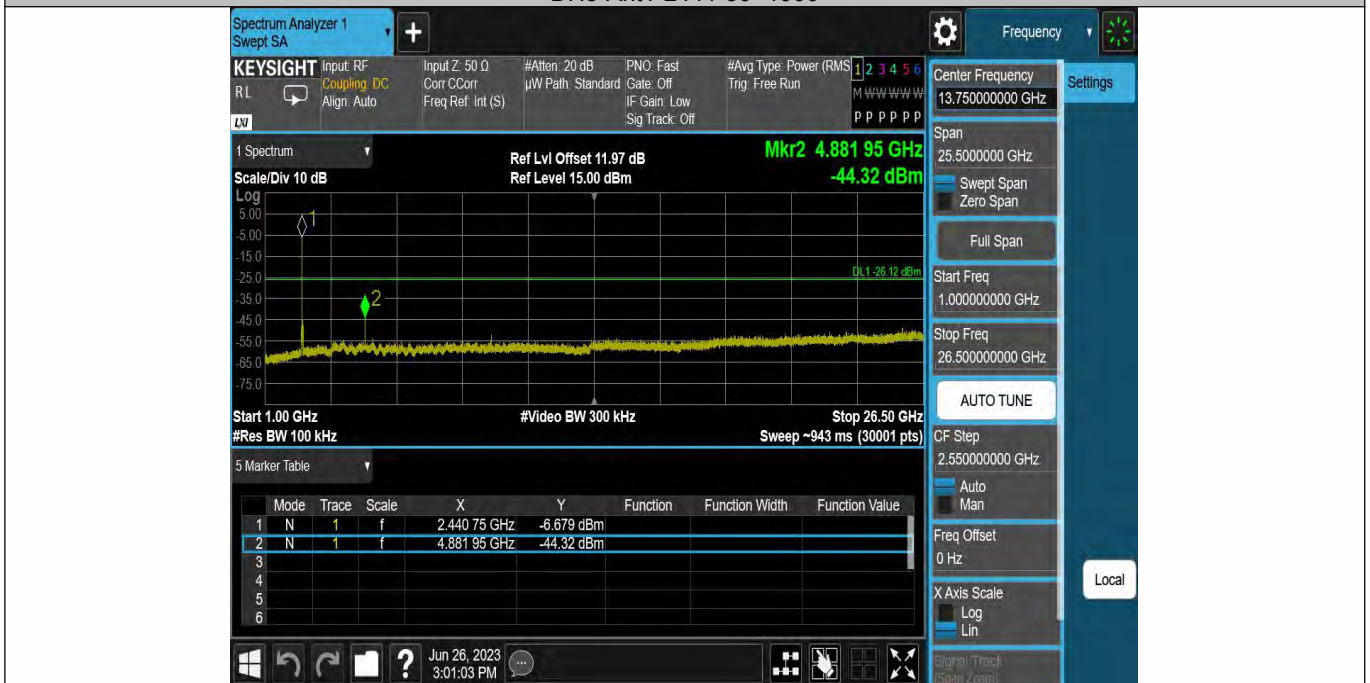 Spectrum Analyzer 1
Swept SA
+
Frequency
KEYSIGHT
RL
LXI
Input: RF
Coupling: DC
Align: Auto
Input Z: 50 Ω
Corr CCorr
Freq Ref: Int (S)
#Atten: 20 dB
µW Path: Standard
PNO: Fast
Gate: Off
IF Gain: Low
Sig Track: Off
#Avg Type: Power (RMS
Trig: Free Run
1 2 3 4 5 6
M W W W W W
P P P P P P
1 Spectrum
Scale/Div 10 dB
Ref Lvl Offset 11.97 dB
Ref Level 15.00 dBm
Mkr2 4.881 95 GHz
-44.32 dBm
Log
5.00
-5.00
-15.0
-25.0
-35.0
-45.0
-55.0
-65.0
-75.0
1
2
DL1 -26.12 dBm
Start 1.00 GHz
#Video BW 300 kHz
Stop 26.50 GHz
#Res BW 100 kHz
Sweep ~943 ms (30001 pts)
5 Marker Table
Mode Trace Scale X Y Function Function Width Function Value
1 N 1 f 2.440 75 GHz -6.679 dBm
2 N 1 f 4.881 95 GHz -44.32 dBm
3
4
5
6
Jun 26, 2023
3:01:03 PM
Center Frequency
13.750000000 GHz
Settings
Span
25.5000000 GHz
Swept Span
Zero Span
Full Span
Start Freq
1.000000000 GHz
Stop Freq
26.500000000 GHz
AUTO TUNE
CF Step
2.550000000 GHz
Auto
Man
Freq Offset
0 Hz
X Axis Scale
Log
Lin
Local
Signal Track
(Span Zoom)